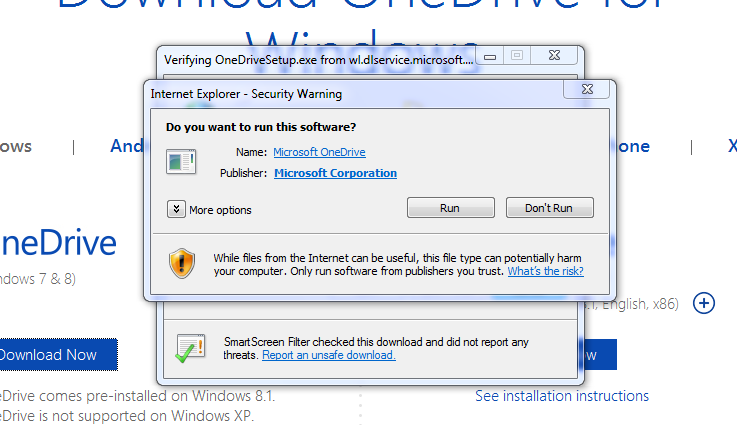 Download OneDrive for
Windows
Verifying OneDriveSetup.exe from wl.dlservice.microsoft....
Internet Explorer - Security Warning
Do you want to run this software?
Name: Microsoft OneDrive
Publisher: Microsoft Corporation
More options
Run
Don't Run
While files from the Internet can be useful, this file type can potentially harm
your computer. Only run software from publishers you trust. What's the risk?
SmartScreen Filter checked this download and did not report any
threats. Report an unsafe download.
ows | And
one | X
neDrive
ndows 7 & 8)
.1, English, x86)
Download Now
ow
eDrive comes pre-installed on Windows 8.1.
eDrive is not supported on Windows XP.
See installation instructions